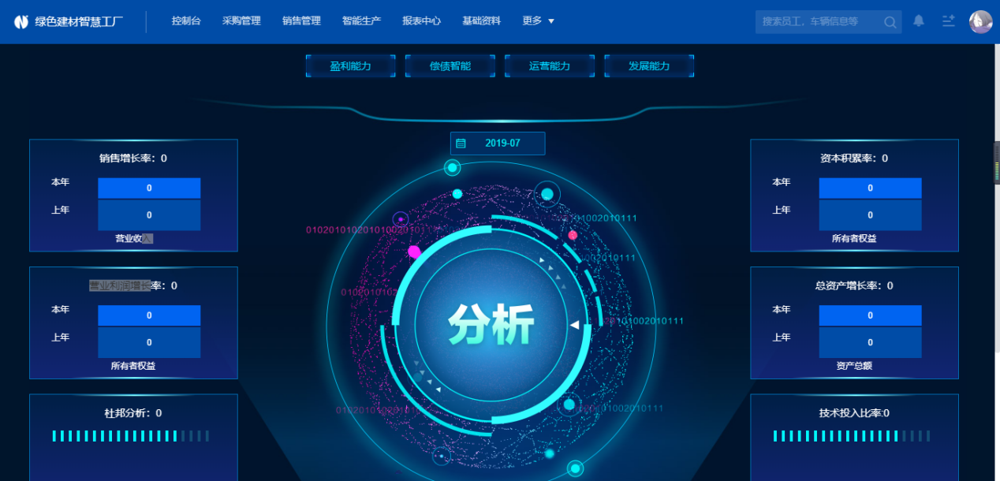 绿色建材智慧工厂
控制台 采购管理 销售管理 智能生产 报表中心 基础资料 更多
搜索员工，车辆信息等
盈利能力 偿债智能 运营能力 发展能力
2019-07
销售增长率：0
本年 0
上年 0
营业收入
营业利润增长率：0
本年 0
上年 0
所有者权益
杜邦分析：0
01002010111
010201010201010020101110
1002010111
0102010102
0101002010111
0102010102010101
01002010111
分析
资本积累率：0
本年 0
上年 0
所有者权益
总资产增长率：0
本年 0
上年 0
资产总额
技术投入比率:0